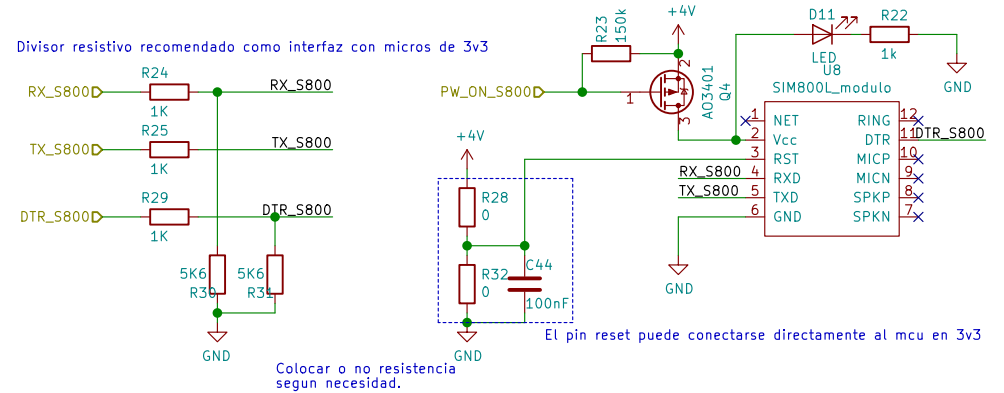 Divisor resistivo recomendado como interfaz con micros de 3v3
R24
RX_S800
RX_S800
1K
R25
TX_S800
TX_S800
1K
R29
DTR_S800
DTR_S800
1K
5K6
R30
5K6
R31
GND
Colocar o no resistencia
segun necesidad.
+4V
R23
150k
PW_ON_S800
1
2
3
AO3401
Q4
D11
LED
R22
1k
GND
U8
SIM800L_modulo
1 NET
2 Vcc
3 RST
4 RXD
5 TXD
6 GND
RING 12
DTR 11
MICP 10
MICN 9
SPKP 8
SPKN 7
DTR_S800
RX_S800
TX_S800
GND
+4V
R28
0
R32
0
C44
100nF
GND
El pin reset puede conectarse directamente al mcu en 3v3